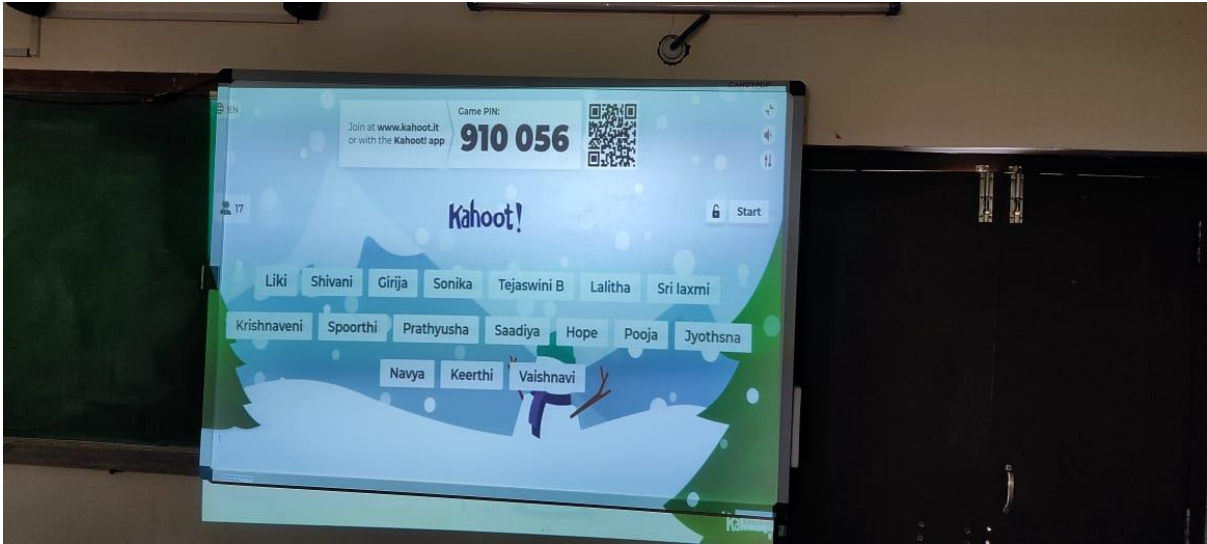 CANDYPOP
EN
Join at www.kahoot.it
or with the Kahoot! app
Game PIN:
910 056
17
Kahoot!
Start
Liki Shivani Girija Sonika Tejaswini B Lalitha Sri laxmi
Krishnaveni Spoorthi Prathyusha Saadiya Hope Pooja Jyothsna
Navya Keerthi Vaishnavi